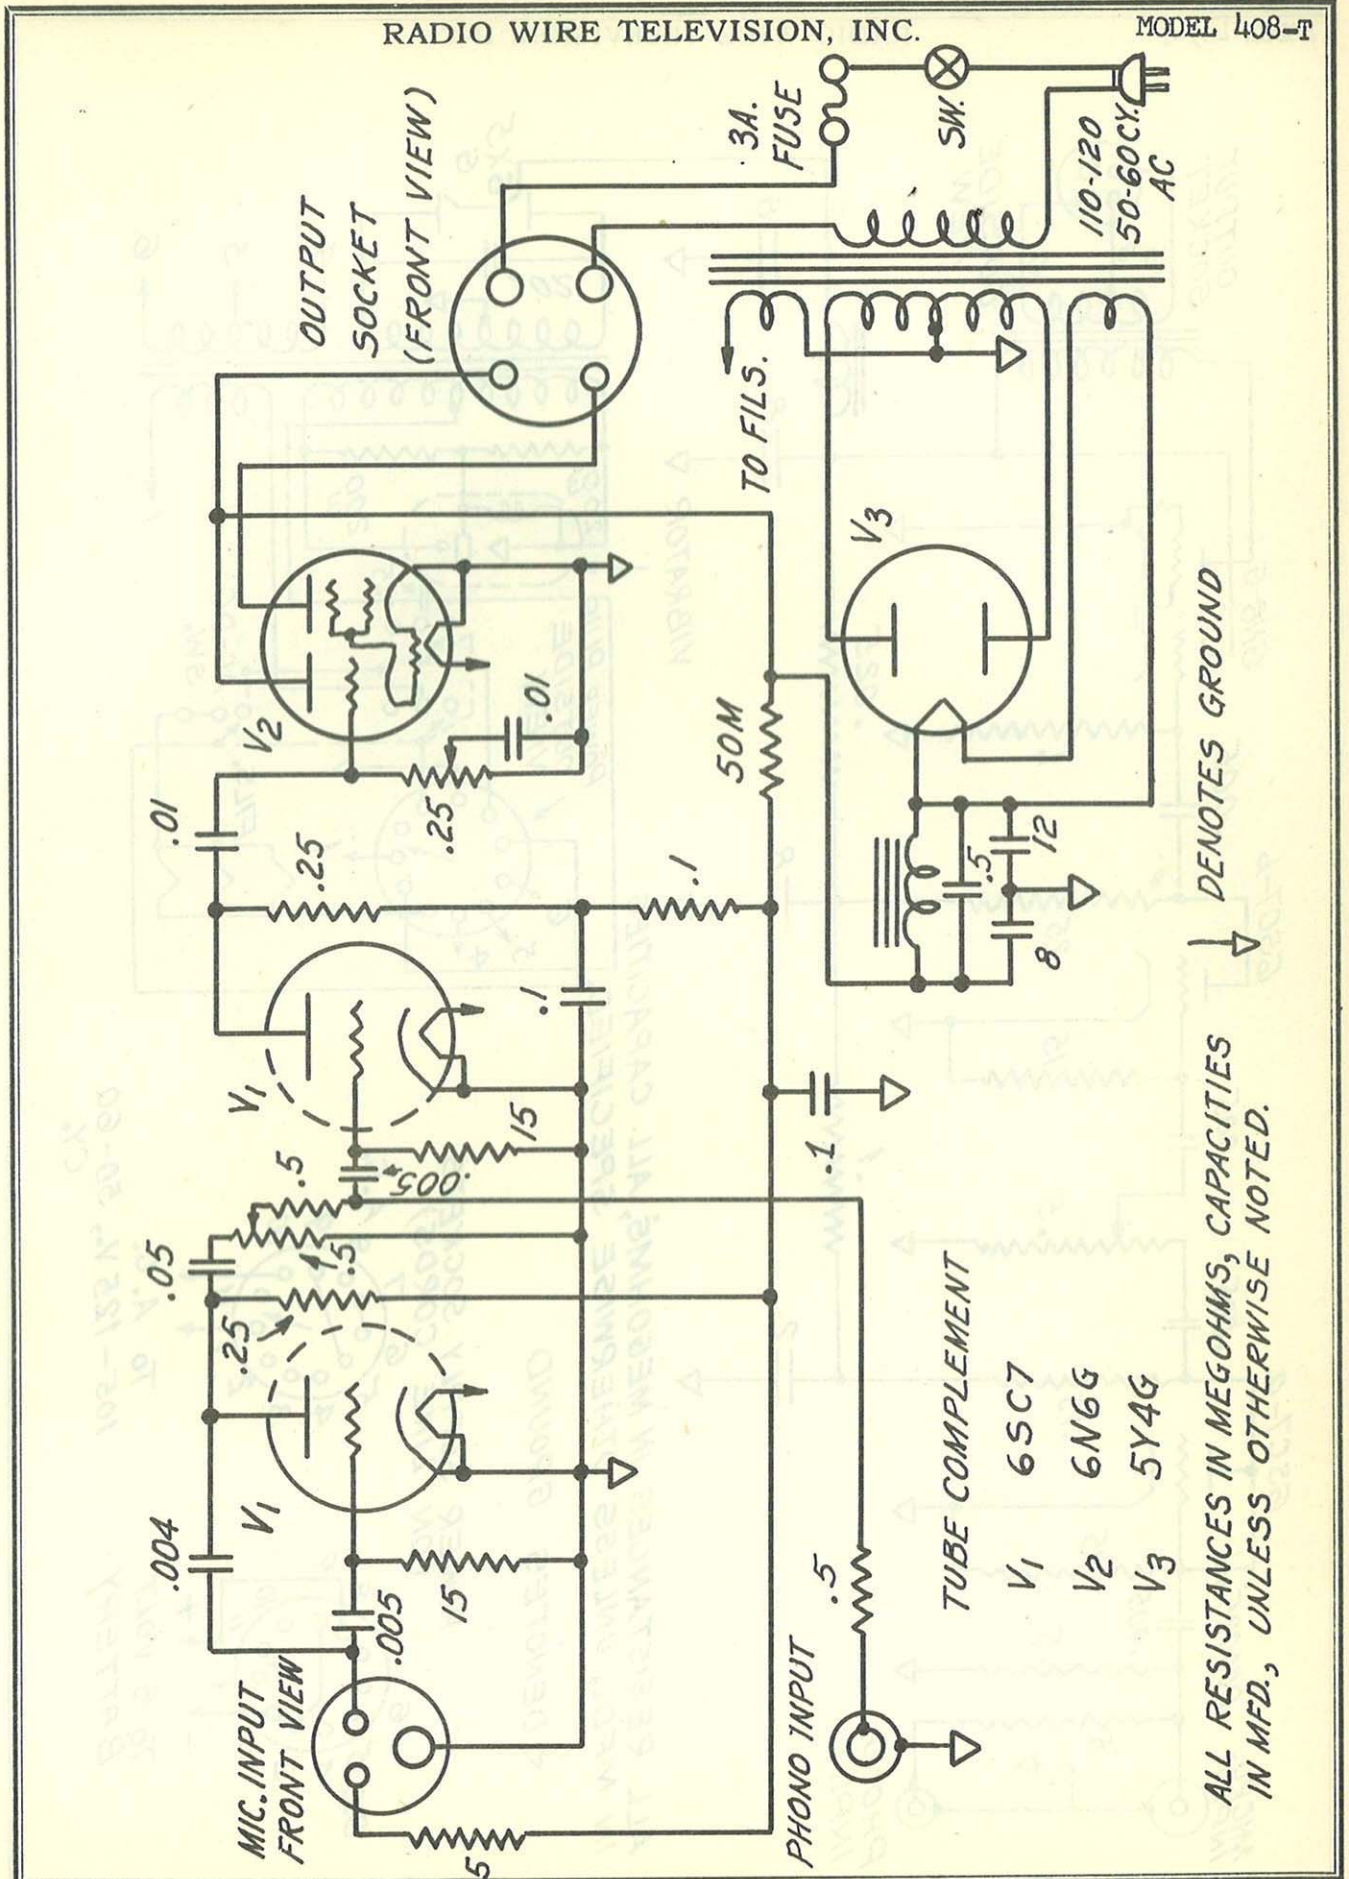 RADIO WIRE TELEVISION, INC.
MODEL 408-T
MIC. INPUT
FRONT VIEW
.004
.005
15
5
V1
.25
.05
.5
.5
.005
15
V1
.1
.25
.01
V2
.25
.01
.1
50M
.1
OUTPUT
SOCKET
(FRONT VIEW)
3A.
FUSE
SW.
110-120
50-60CY.
AC
TO FILS.
V3
.5
12
8
PHONO INPUT
.5
TUBE COMPLEMENT
V1 6SC7
V2 6N6G
V3 5Y4G
DENOTES GROUND
ALL RESISTANCES IN MEGOHMS, CAPACITIES
IN MFD., UNLESS OTHERWISE NOTED.